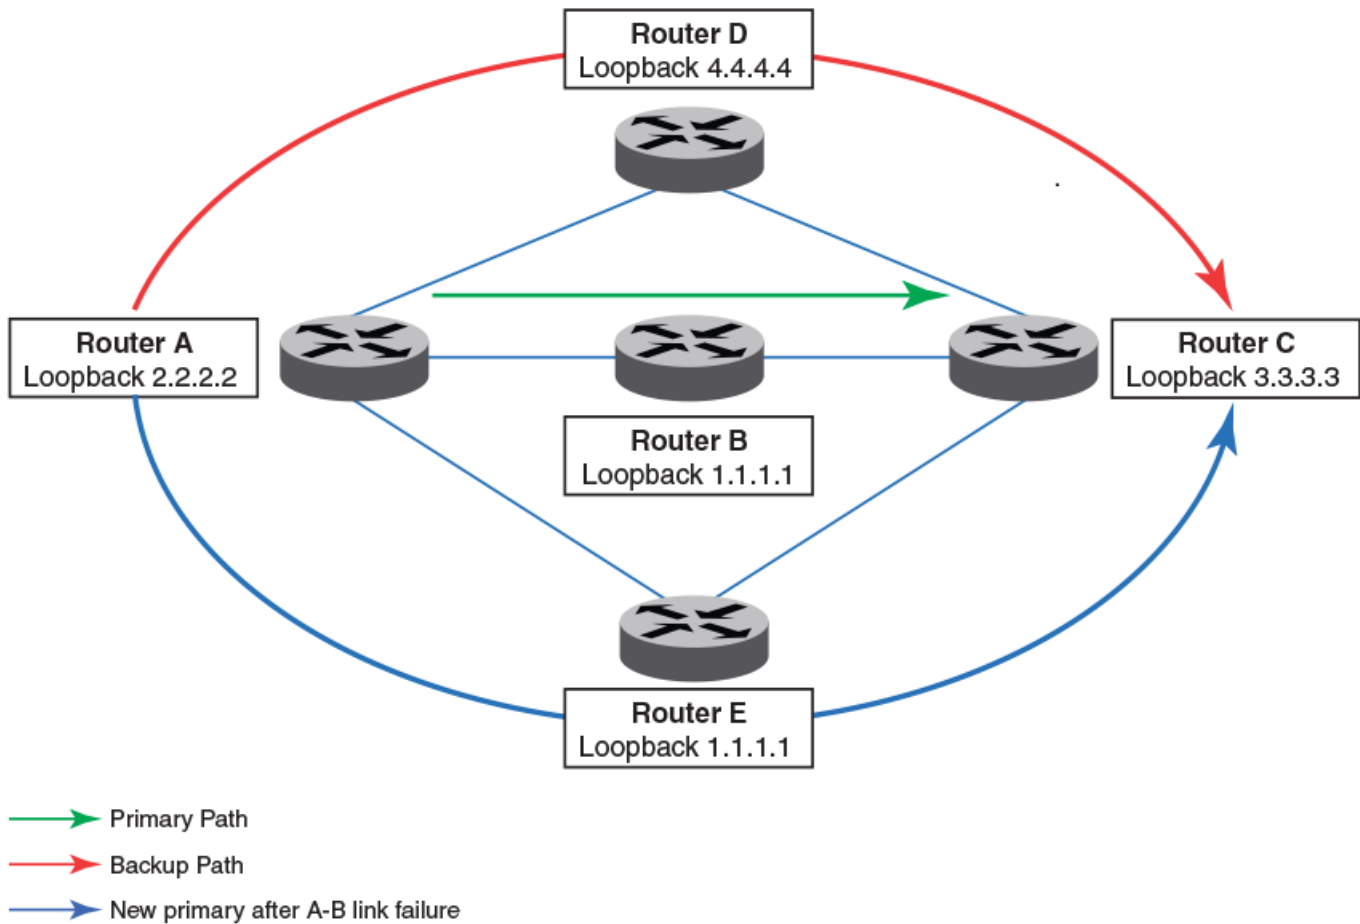 Router D
Loopback 4.4.4.4
Router A
Loopback 2.2.2.2
Router C
Loopback 3.3.3.3
Router B
Loopback 1.1.1.1
Router E
Loopback 1.1.1.1
Primary Path
Backup Path
New primary after A-B link failure